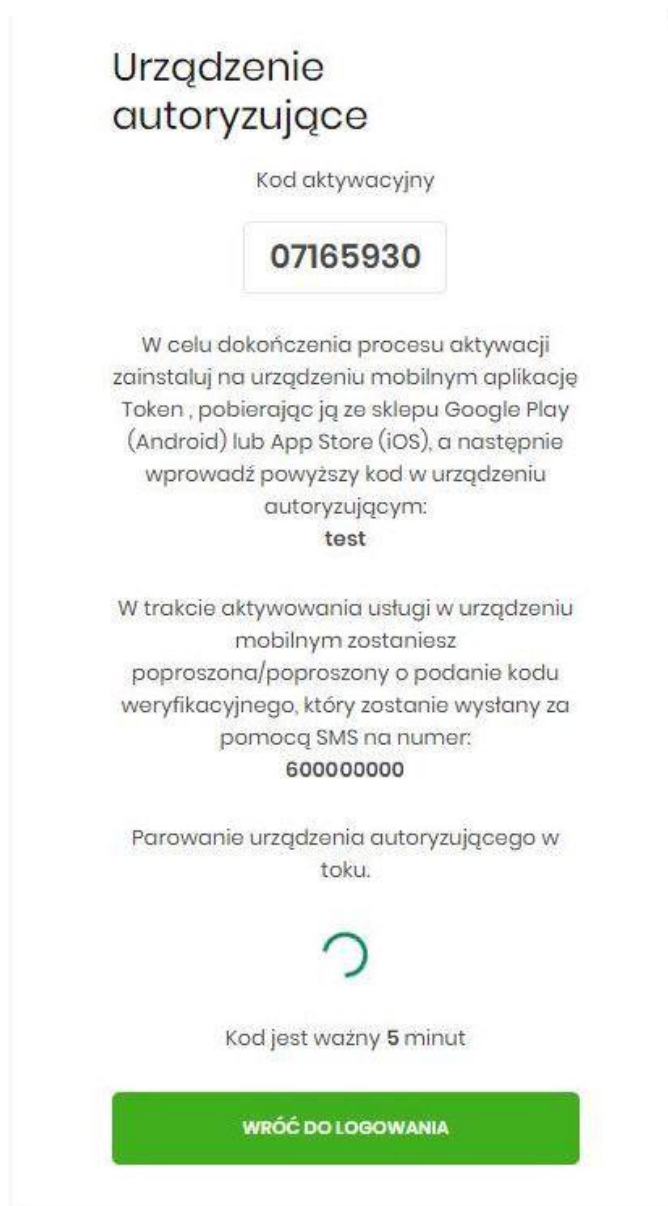 Urządzenie
autoryzujące
Kod aktywacyjny
07165930
W celu dokończenia procesu aktywacji
zainstaluj na urządzeniu mobilnym aplikację
Token , pobierając ją ze sklepu Google Play
(Android) lub App Store (iOS), a następnie
wprowadź powyższy kod w urządzeniu
autoryzującym:
test
W trakcie aktywowania usługi w urządzeniu
mobilnym zostaniesz
poproszona/poproszony o podanie kodu
weryfikacyjnego, który zostanie wysłany za
pomocą SMS na numer:
600000000
Parowanie urządzenia autoryzującego w
toku.
Kod jest ważny 5 minut
WRÓĆ DO LOGOWANIA